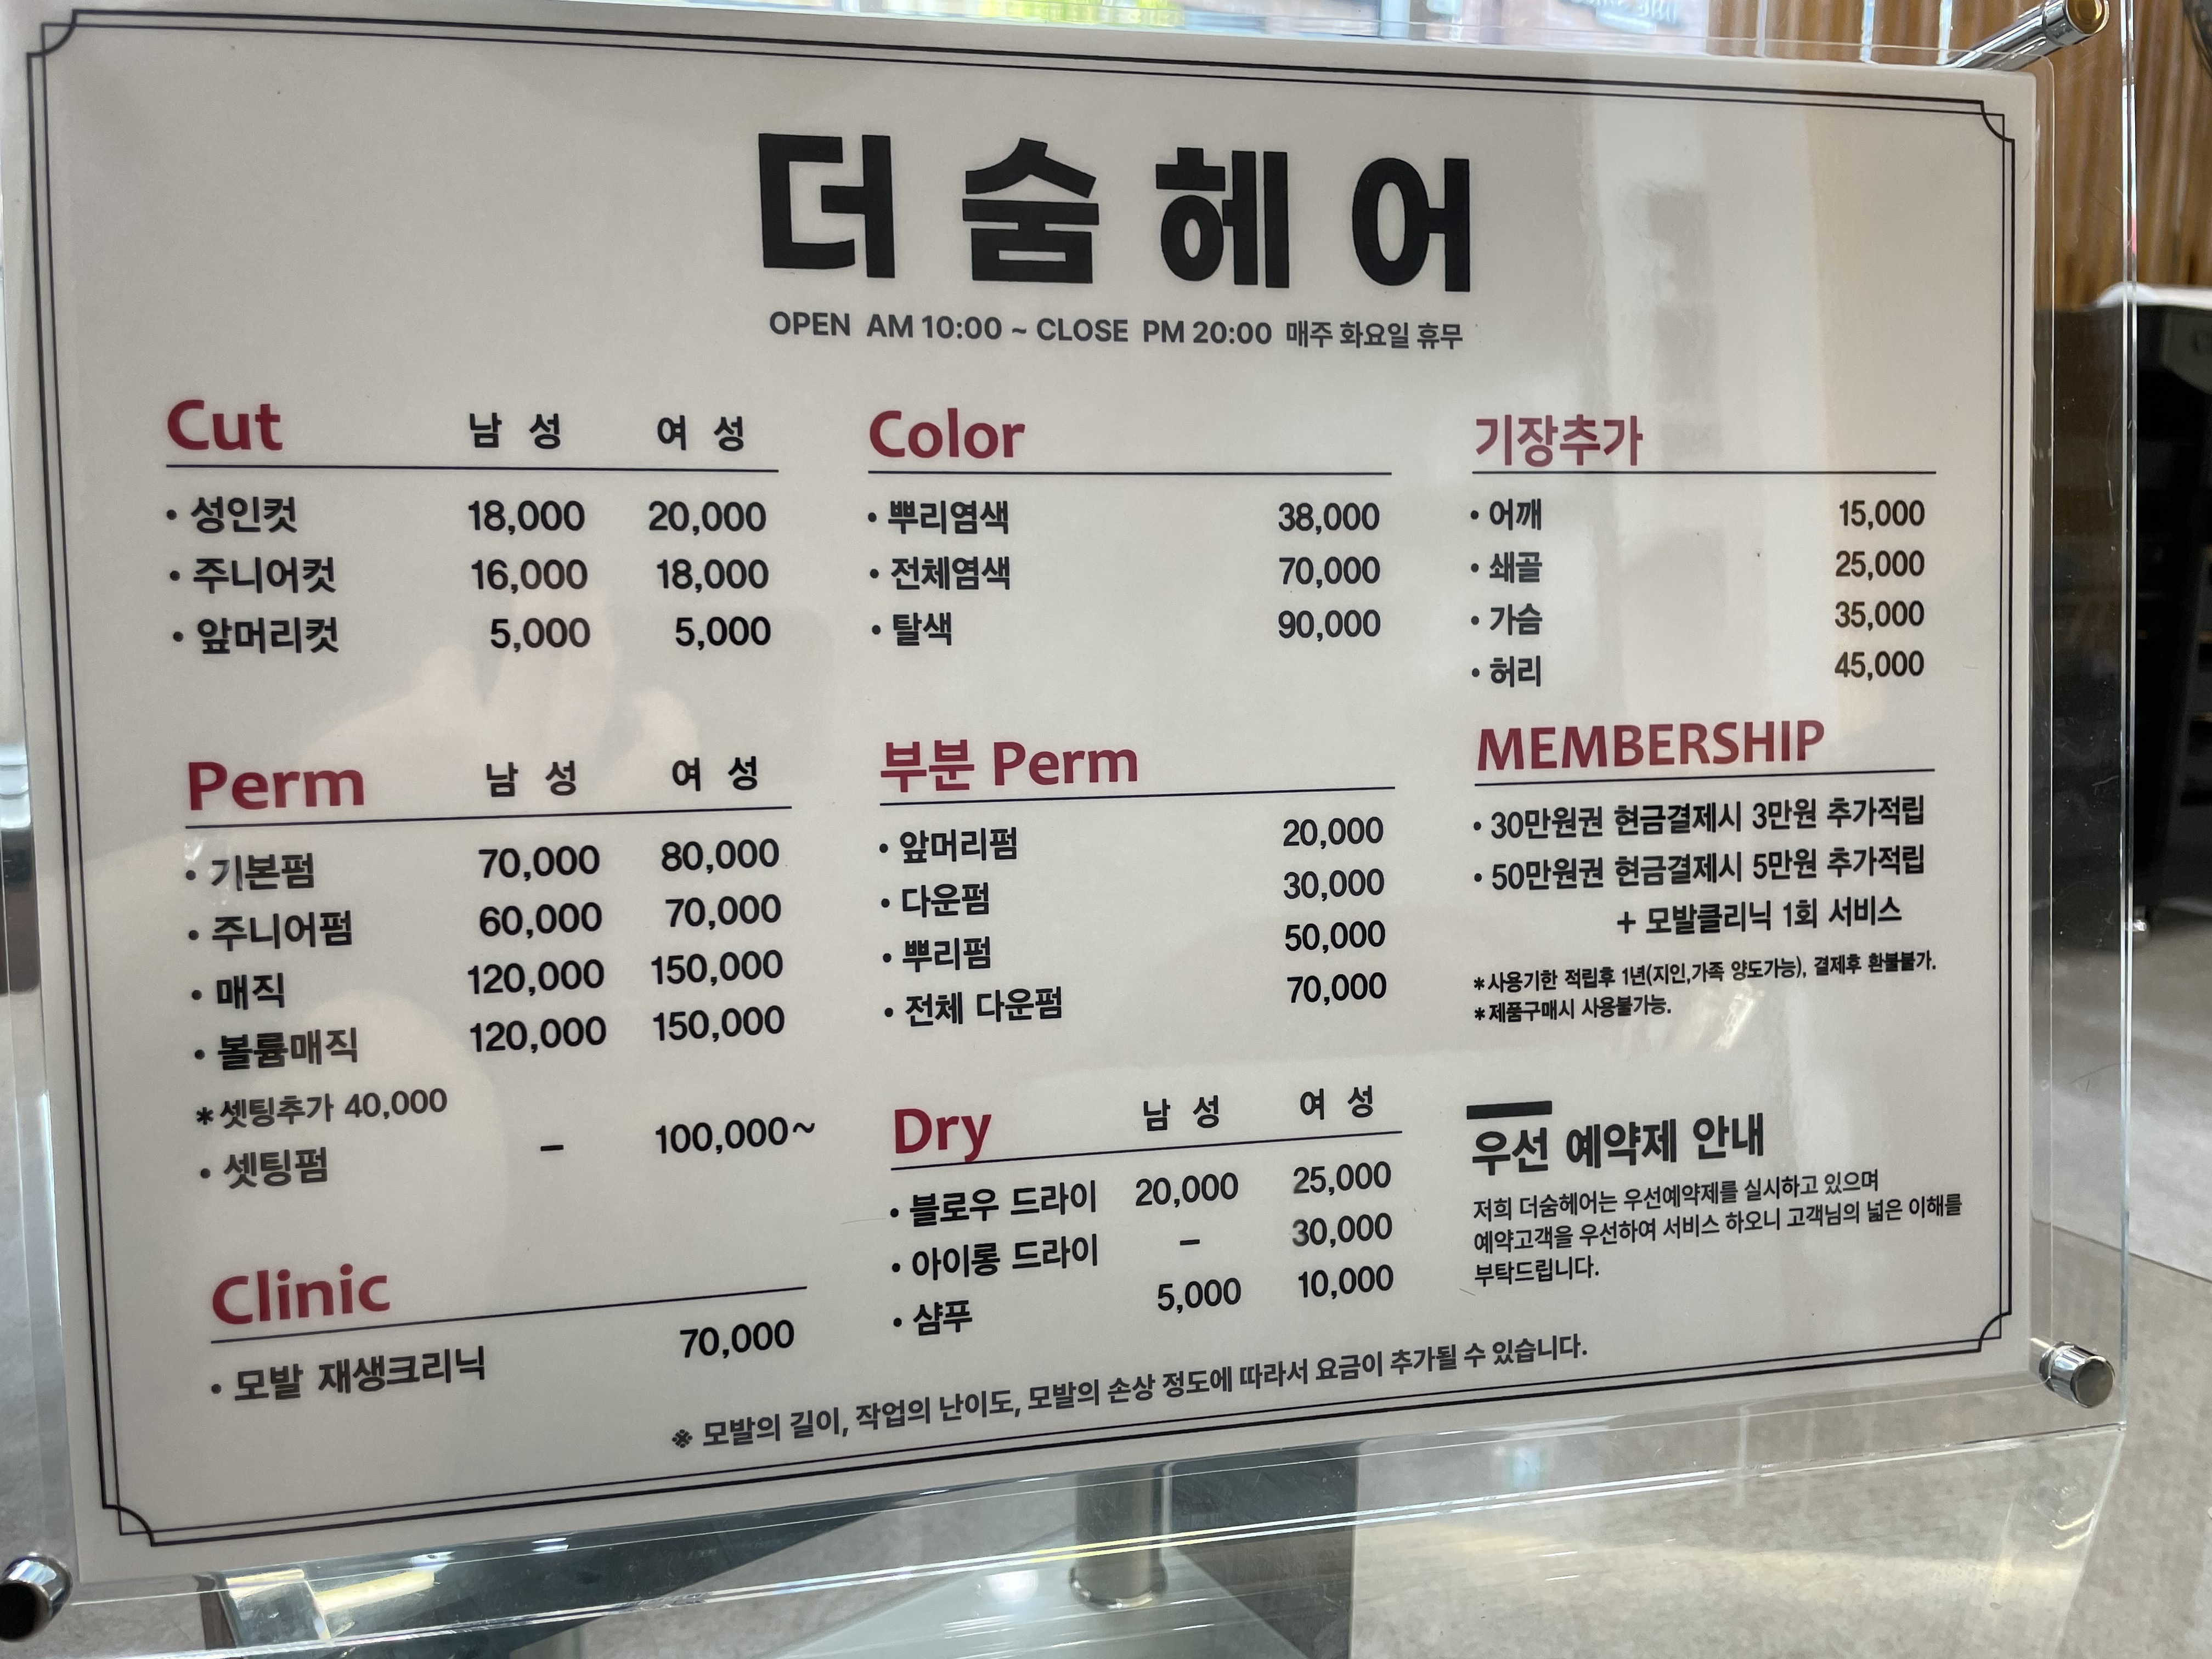 더숨헤어
OPEN AM 10:00 ~ CLOSE PM 20:00 매주 화요일 휴무
Cut 남 성 여 성
• 성인컷 18,000 20,000
• 주니어컷 16,000 18,000
• 앞머리컷 5,000 5,000
Perm 남 성 여 성
• 기본펌 70,000 80,000
• 주니어펌 60,000 70,000
• 매직 120,000 150,000
• 볼륨매직 120,000 150,000
*셋팅추가 40,000
• 셋팅펌 – 100,000~
Clinic
• 모발 재생크리닉 70,000
Color
• 뿌리염색 38,000
• 전체염색 70,000
• 탈색 90,000
부분 Perm
• 앞머리펌 20,000
• 다운펌 30,000
• 뿌리펌 50,000
• 전체 다운펌 70,000
Dry 남 성 여 성
• 블로우 드라이 20,000 25,000
• 아이롱 드라이 – 30,000
• 샴푸 5,000 10,000
기장추가
• 어깨 15,000
• 쇄골 25,000
• 가슴 35,000
• 허리 45,000
MEMBERSHIP
• 30만원권 현금결제시 3만원 추가적립
• 50만원권 현금결제시 5만원 추가적립
+ 모발클리닉 1회 서비스
*사용기한 적립후 1년(지인,가족 양도가능), 결제후 환불불가.
*제품구매시 사용불가능.
우선 예약제 안내
저희 더숨헤어는 우선예약제를 실시하고 있으며
예약고객을 우선하여 서비스 하오니 고객님의 넓은 이해를
부탁드립니다.
※ 모발의 길이, 작업의 난이도, 모발의 손상 정도에 따라서 요금이 추가될 수 있습니다.